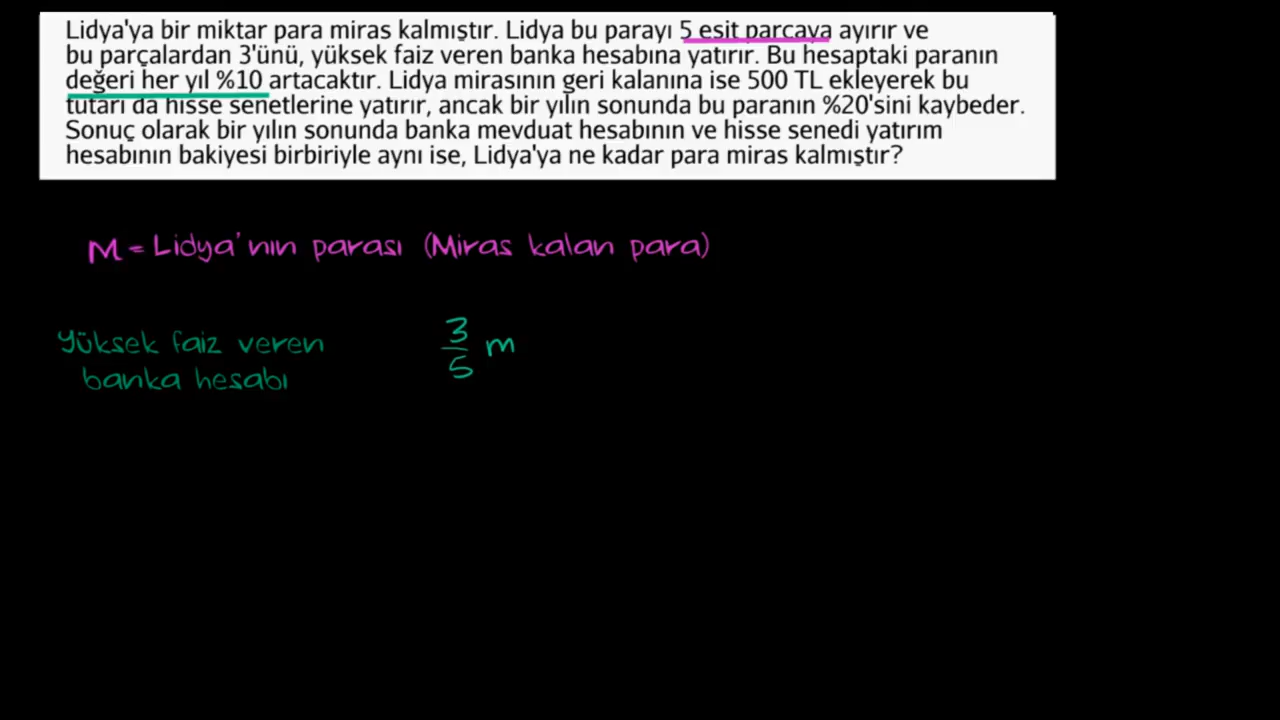 Lidya'ya bir miktar para miras kalmıştır. Lidya bu parayı 5 eşit parçaya ayırır ve
bu parçalardan 3'ünü, yüksek faiz veren banka hesabına yatırır. Bu hesaptaki paranın
değeri her yıl %10 artacaktır. Lidya mirasının geri kalanına ise 500 TL ekleyerek bu
tutarı da hisse senetlerine yatırır, ancak bir yılın sonunda bu paranın %20'sini kaybeder.
Sonuç olarak bir yılın sonunda banka mevduat hesabının ve hisse senedi yatırım
hesabının bakiyesi birbiriyle aynı ise, Lidya'ya ne kadar para miras kalmıştır?
M = Lidya'nın parası (Miras kalan para)
Yüksek faiz veren
banka hesabı
3/5 m